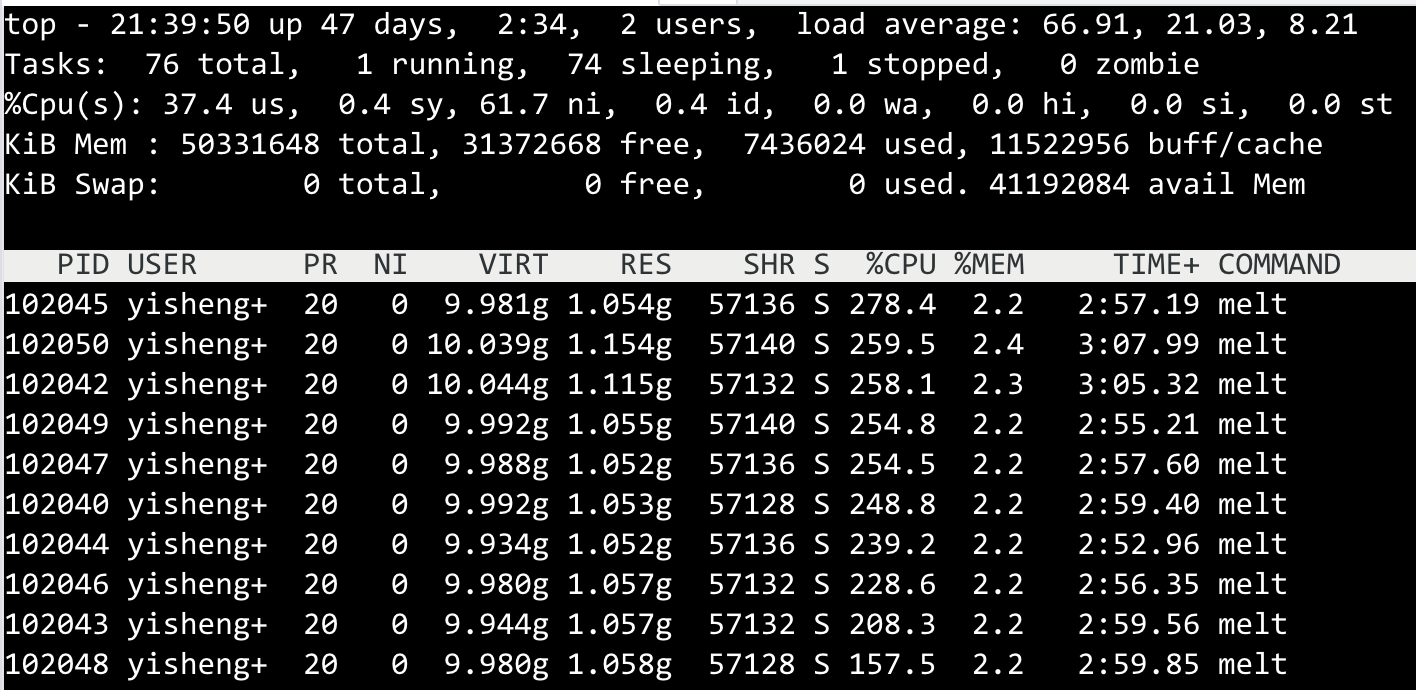 top - 21:39:50 up 47 days,  2:34,  2 users,  load average: 66.91, 21.03, 8.21
Tasks:  76 total,   1 running,  74 sleeping,   1 stopped,   0 zombie
%Cpu(s): 37.4 us,  0.4 sy, 61.7 ni,  0.4 id,  0.0 wa,  0.0 hi,  0.0 si,  0.0 st
KiB Mem : 50331648 total, 31372668 free,  7436024 used, 11522956 buff/cache
KiB Swap:        0 total,        0 free,        0 used. 41192084 avail Mem
PID USER      PR  NI    VIRT    RES    SHR S  %CPU %MEM     TIME+ COMMAND
102045 yisheng+  20   0  9.981g 1.054g  57136 S 278.4  2.2   2:57.19 melt
102050 yisheng+  20   0 10.039g 1.154g  57140 S 259.5  2.4   3:07.99 melt
102042 yisheng+  20   0 10.044g 1.115g  57132 S 258.1  2.3   3:05.32 melt
102049 yisheng+  20   0  9.992g 1.055g  57140 S 254.8  2.2   2:55.21 melt
102047 yisheng+  20   0  9.988g 1.052g  57136 S 254.5  2.2   2:57.60 melt
102040 yisheng+  20   0  9.992g 1.053g  57128 S 248.8  2.2   2:59.40 melt
102044 yisheng+  20   0  9.934g 1.052g  57136 S 239.2  2.2   2:52.96 melt
102046 yisheng+  20   0  9.980g 1.057g  57132 S 228.6  2.2   2:56.35 melt
102043 yisheng+  20   0  9.944g 1.057g  57132 S 208.3  2.2   2:59.56 melt
102048 yisheng+  20   0  9.980g 1.058g  57128 S 157.5  2.2   2:59.85 melt